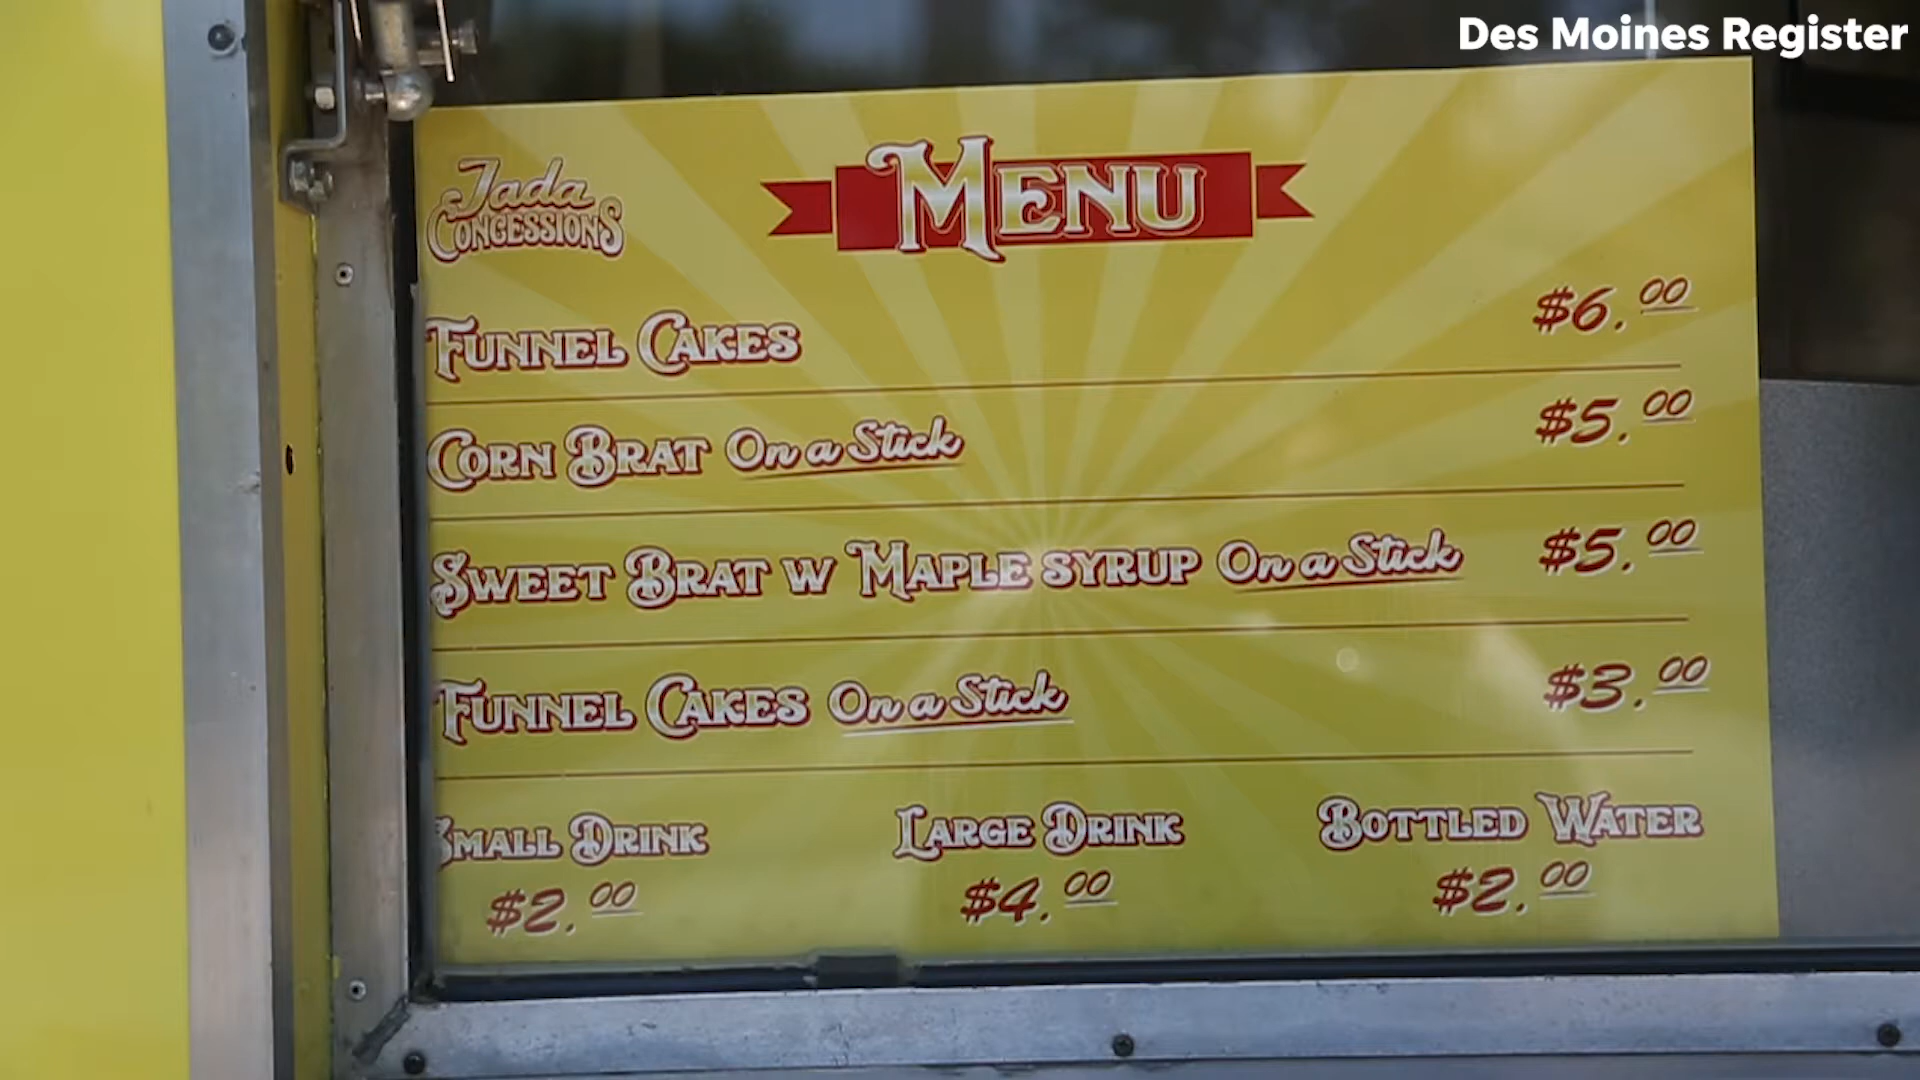 Des Moines Register
Jada
Concessions
Menu
Funnel Cakes $6.00
Corn Brat On a Stick $5.00
Sweet Brat w Maple syrup On a Stick $5.00
Funnel Cakes On a Stick $3.00
Small Drink Large Drink Bottled Water
$2.00 $4.00 $2.00